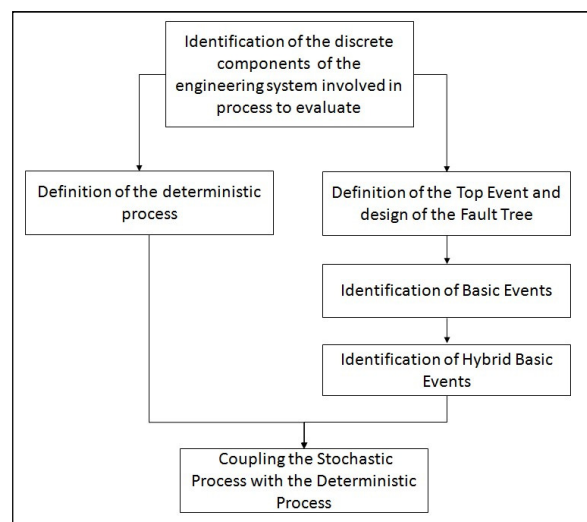 Identification of the discrete
components of the
engineering system involved in
process to evaluate
Definition of the deterministic
process
Definition of the Top Event and
design of the Fault Tree
Identification of Basic Events
Identification of Hybrid Basic
Events
Coupling the Stochastic
Process with the Deterministic
Process